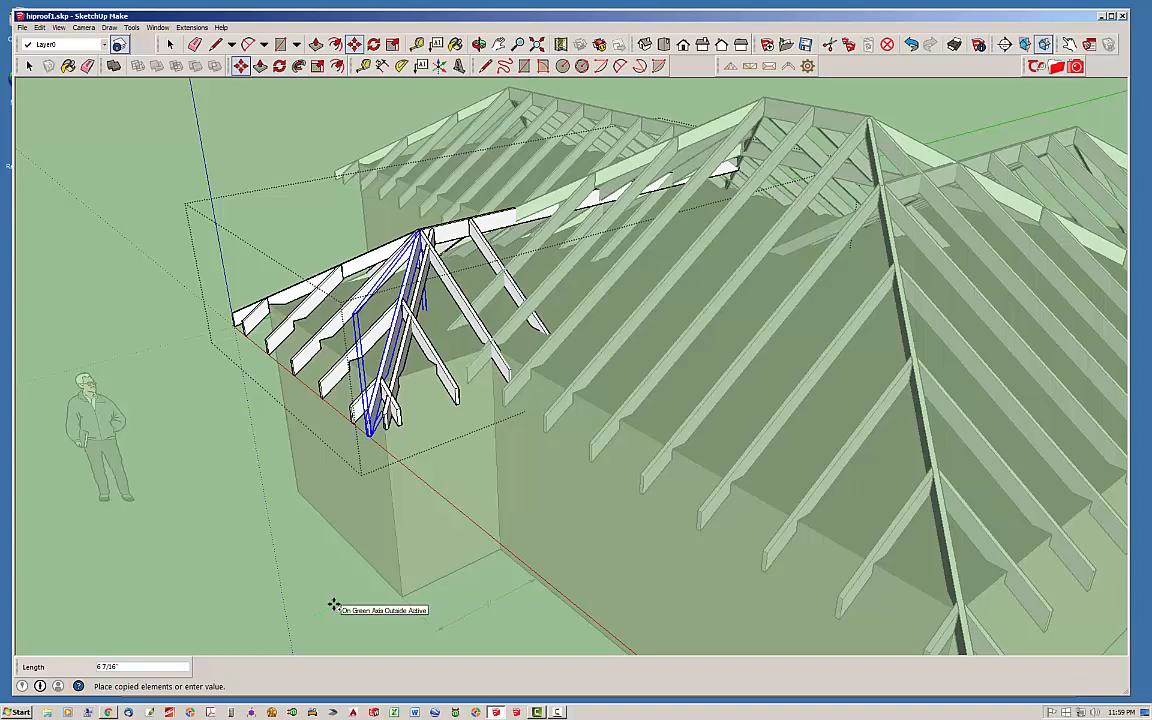 hiproof1.skp - SketchUp Make
File Edit View Camera Draw Tools Window Extensions Help
Layer0
On Green Axis Outside Active
Length 6 7/16"
Place copied elements or enter value.
Start
11:59 PM